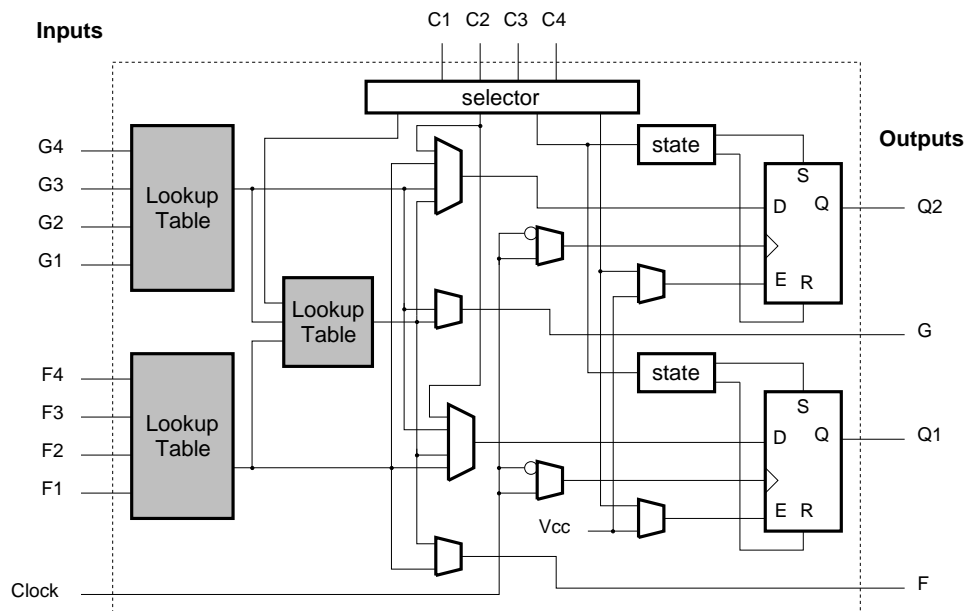 C1 C2 C3 C4
Inputs
selector
G4
G3
G2
G1
Lookup
Table
state
Outputs
S
D
Q
E
R
Q2
Lookup
Table
G
F4
F3
F2
F1
Lookup
Table
state
S
D
Q
E
R
Q1
Vcc
Clock
F